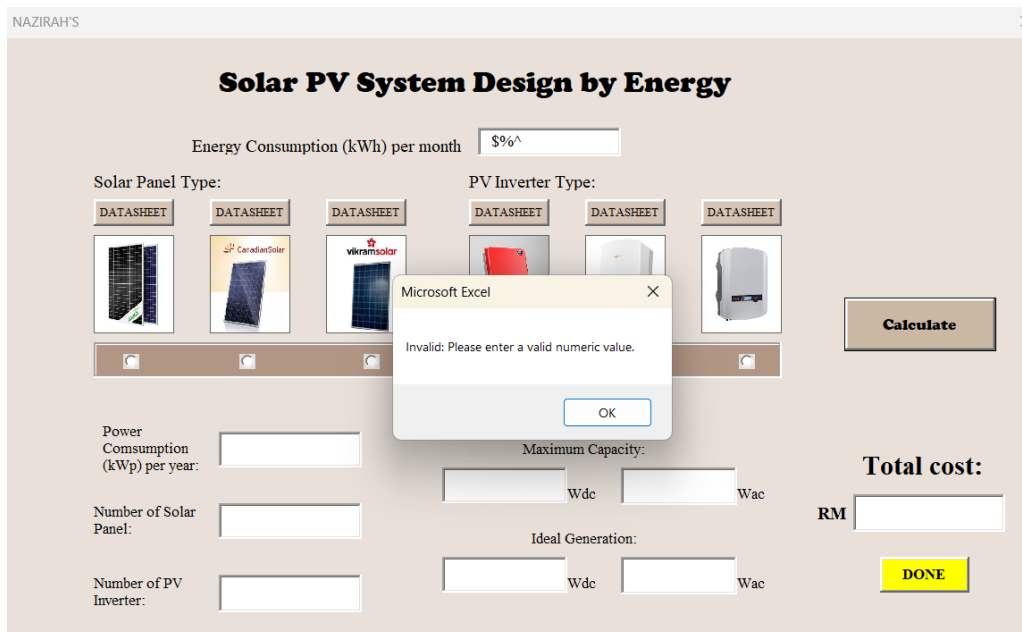 NAZIRAH'S
Solar PV System Design by Energy
Energy Consumption (kWh) per month
$%^
Solar Panel Type:
PV Inverter Type:
DATASHEET
DATASHEET
DATASHEET
DATASHEET
DATASHEET
DATASHEET
CanadianSolar
vikramsolar
Microsoft Excel
Invalid: Please enter a valid numeric value.
OK
Calculate
Power
Comsumption
(kWp) per year:
Maximum Capacity:
Wdc
Wac
Total cost:
Number of Solar
Panel:
RM
Ideal Generation:
Wdc
Wac
DONE
Number of PV
Inverter: